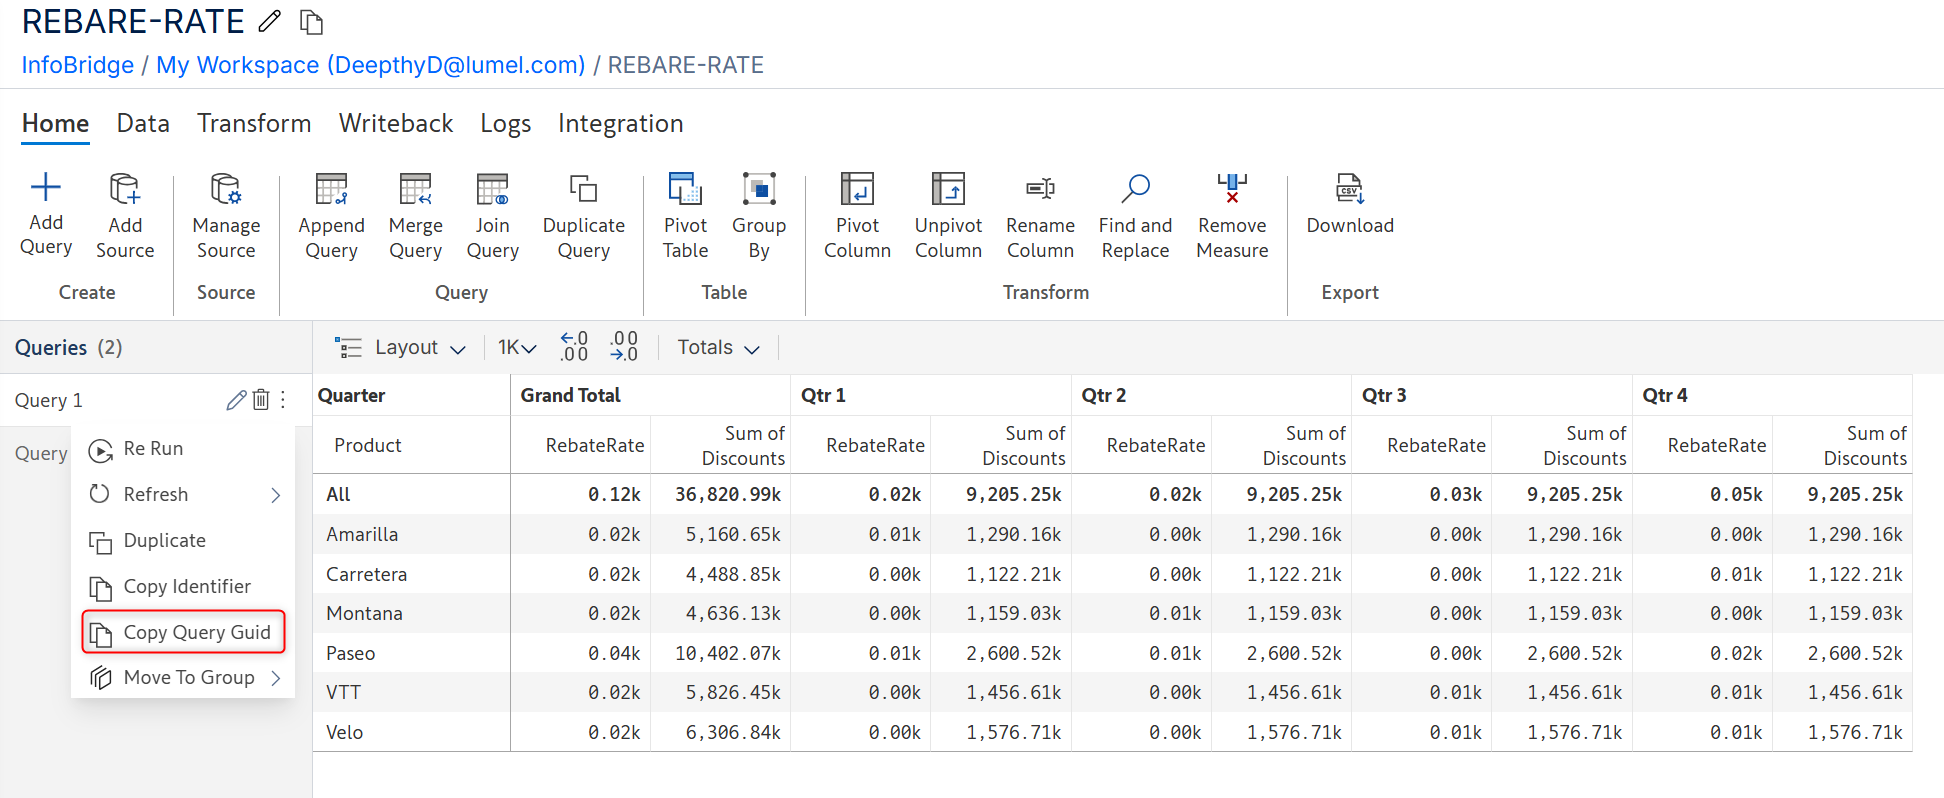 REBARE-RATE
InfoBridge / My Workspace (DeepthyD@lumel.com) / REBARE-RATE
Home Data Transform Writeback Logs Integration
Add Query
Add Source
Manage Source
Append Query
Merge Query
Join Query
Duplicate Query
Pivot Table
Group By
Pivot Column
Unpivot Column
Rename Column
Find and Replace
Remove Measure
CSV
Download
Create Source Query Table Transform Export
Queries (2)
Layout 1K .0 .00 .00 .0 Totals
Query 1
Query
Re Run
Refresh
Duplicate
Copy Identifier
Copy Query Guid
Move To Group
Quarter Grand Total Qtr 1 Qtr 2 Qtr 3 Qtr 4
Product RebateRate Sum of Discounts RebateRate Sum of Discounts RebateRate Sum of Discounts RebateRate Sum of Discounts RebateRate Sum of Discounts
All 0.12k 36,820.99k 0.02k 9,205.25k 0.02k 9,205.25k 0.03k 9,205.25k 0.05k 9,205.25k
Amarilla 0.02k 5,160.65k 0.01k 1,290.16k 0.00k 1,290.16k 0.00k 1,290.16k 0.00k 1,290.16k
Carretera 0.02k 4,488.85k 0.00k 1,122.21k 0.00k 1,122.21k 0.00k 1,122.21k 0.01k 1,122.21k
Montana 0.02k 4,636.13k 0.00k 1,159.03k 0.01k 1,159.03k 0.00k 1,159.03k 0.00k 1,159.03k
Paseo 0.04k 10,402.07k 0.01k 2,600.52k 0.01k 2,600.52k 0.00k 2,600.52k 0.02k 2,600.52k
VTT 0.02k 5,826.45k 0.00k 1,456.61k 0.00k 1,456.61k 0.01k 1,456.61k 0.01k 1,456.61k
Velo 0.02k 6,306.84k 0.00k 1,576.71k 0.00k 1,576.71k 0.01k 1,576.71k 0.01k 1,576.71k